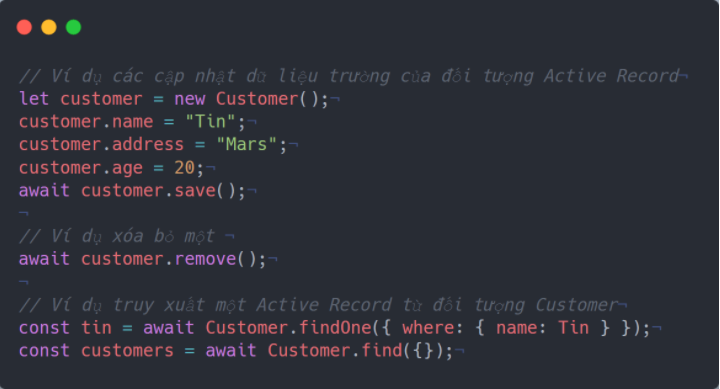 // Ví dụ các cập nhật dữ liệu trường của đối tượng Active Record¬
let customer = new Customer();¬
customer.name = "Tin";¬
customer.address = "Mars";¬
customer.age = 20;¬
await customer.save();¬
¬
// Ví dụ xóa bỏ một ¬
await customer.remove();¬
¬
// Ví dụ truy xuất một Active Record từ đối tượng Customer¬
const tin = await Customer.findOne({ where: { name: Tin } });¬
const customers = await Customer.find({});¬